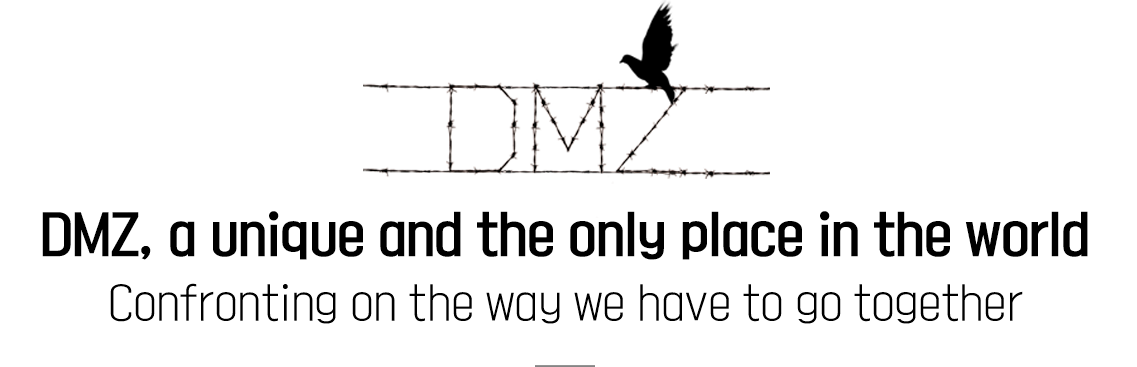 DMZ
DMZ, a unique and the only place in the world
Confronting on the way we have to go together